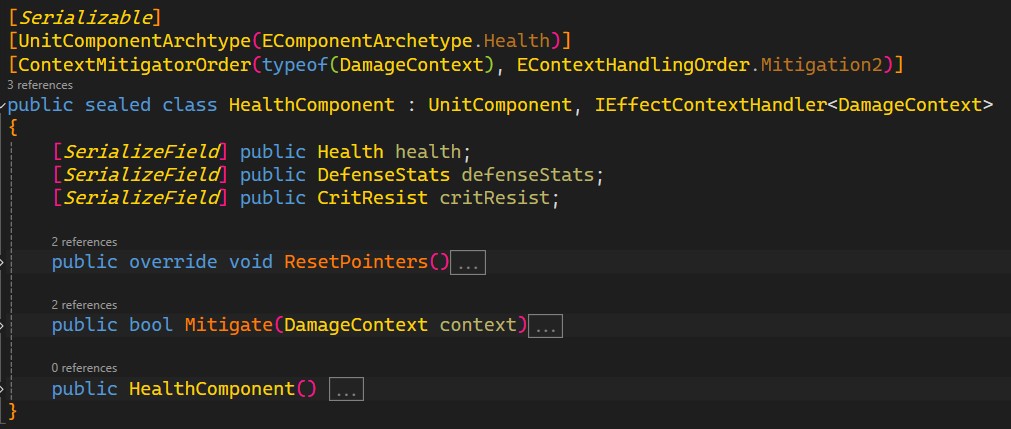 [Serializable]
[UnitComponentArchtype(EComponentArchetype.Health)]
[ContextMitigatorOrder(typeof(DamageContext), EContextHandlingOrder.Mitigation2)]
3 references
public sealed class HealthComponent : UnitComponent, IEffectContextHandler<DamageContext>
{
[SerializeField] public Health health;
[SerializeField] public DefenseStats defenseStats;
[SerializeField] public CritResist critResist;
2 references
public override void ResetPointers()...
2 references
public bool Mitigate(DamageContext context)...
0 references
public HealthComponent() ...
}